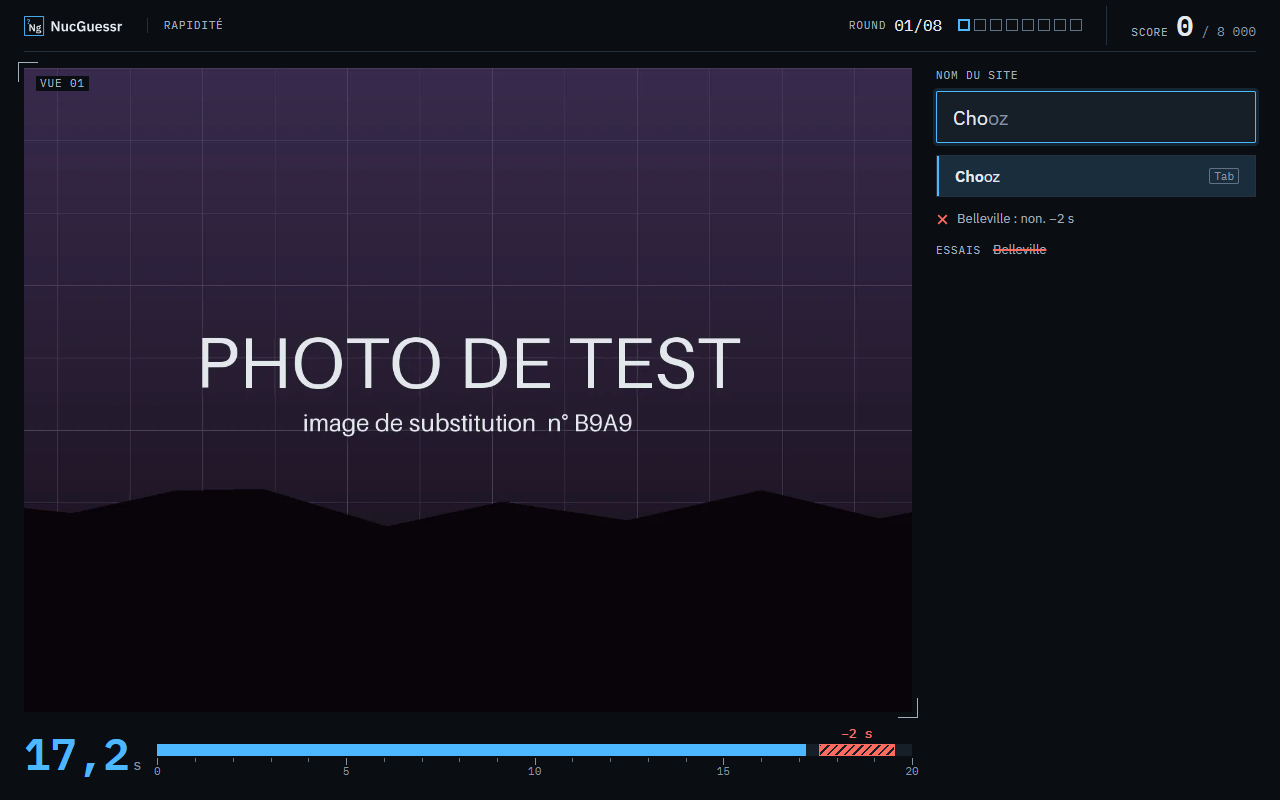 ?
Ng NucGuessr
RAPIDITÉ
ROUND 01/08
SCORE 0 / 8 000
VUE 01
PHOTO DE TEST
image de substitution n° B9A9
NOM DU SITE
Chooz
Chooz Tab
Belleville : non. −2 s
ESSAIS Belleville
17,2 s
−2 s
0 5 10 15 20